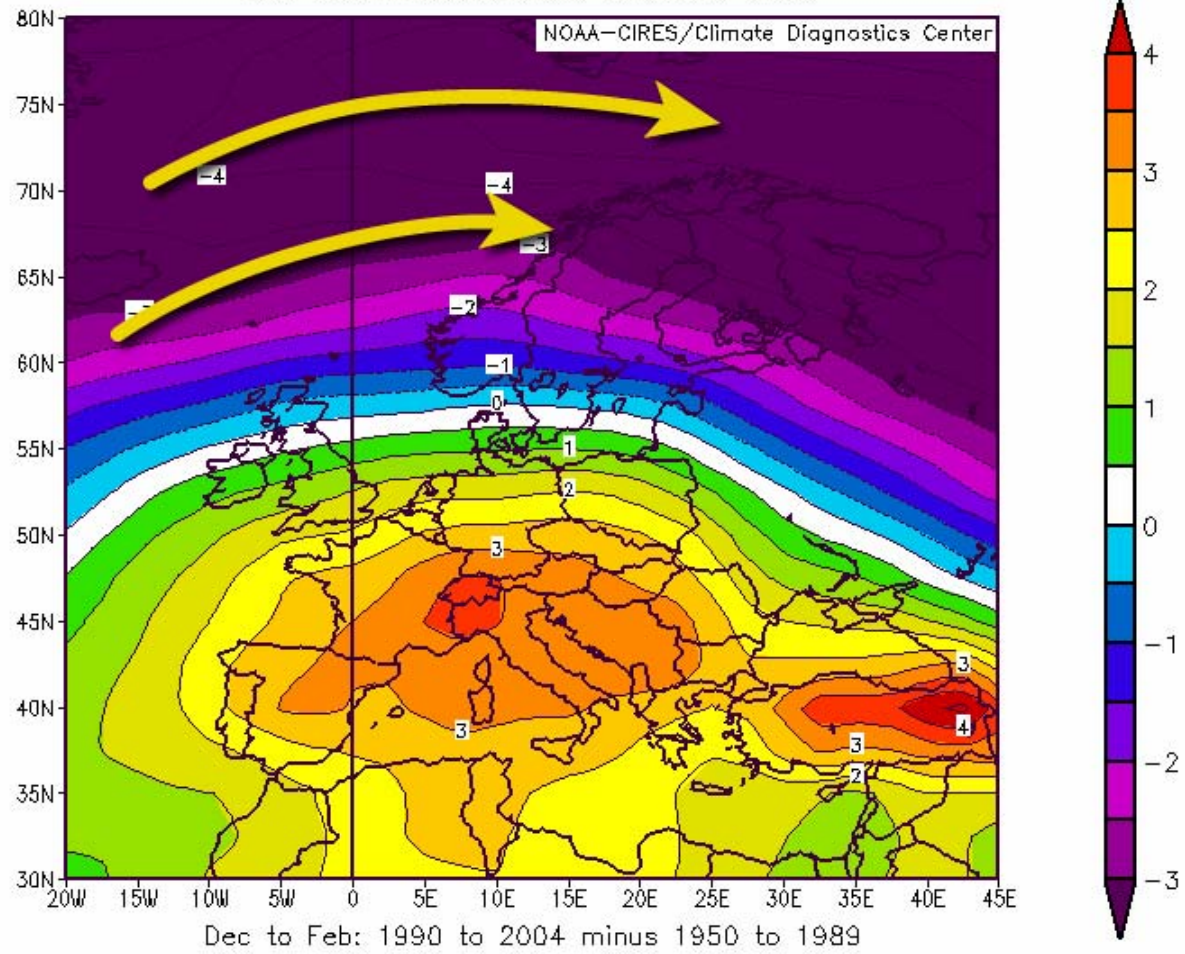 80N
NOAA-CIRES/Climate Diagnostics Center
4
75N
-4
-4
3
70N
-3
65N
2
-2
60N
-1
1
0
55N
1
2
0
50N
3
-1
45N
3
40N
3
3
4
-2
2
35N
30N
-3
20W 15W 10W 5W 0 5E 10E 15E 20E 25E 30E 35E 40E 45E
Dec to Feb: 1990 to 2004 minus 1950 to 1989